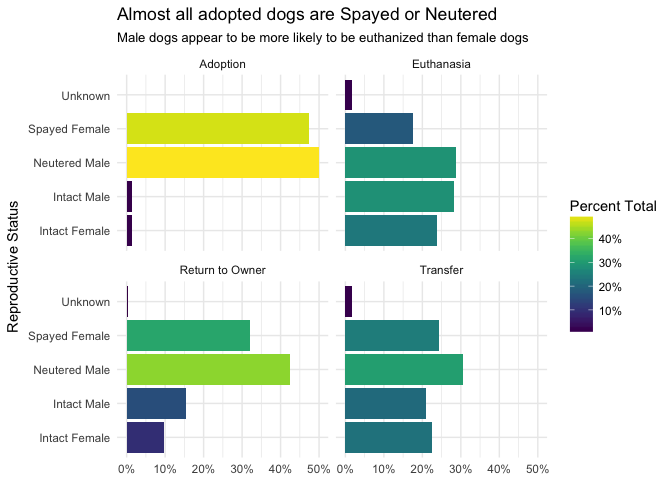 Almost all adopted dogs are Spayed or Neutered
Male dogs appear to be more likely to be euthanized than female dogs
Adoption
Euthanasia
Unknown
Spayed Female
Neutered Male
Intact Male
Intact Female
Return to Owner
Transfer
Unknown
Spayed Female
Neutered Male
Intact Male
Intact Female
0% 10% 20% 30% 40% 50%
0% 10% 20% 30% 40% 50%
Reproductive Status
Percent Total
40%
30%
20%
10%